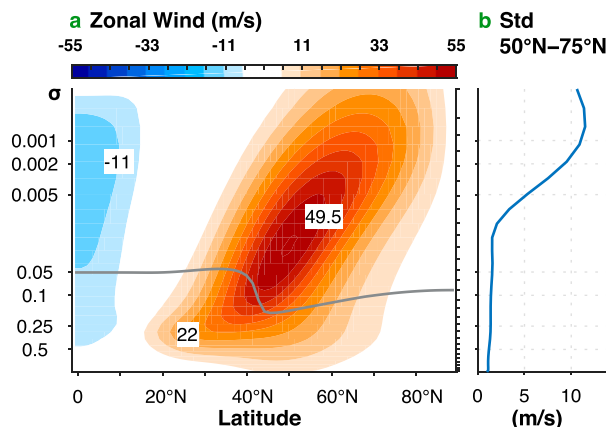 a Zonal Wind (m/s)
b Std
50°N–75°N
-55 -33 -11 11 33 55
σ
0.001
0.002
0.005
0.05
0.1
0.25
0.5
-11
49.5
22
0 20°N 40°N 60°N 80°N
Latitude
0 5 10
(m/s)